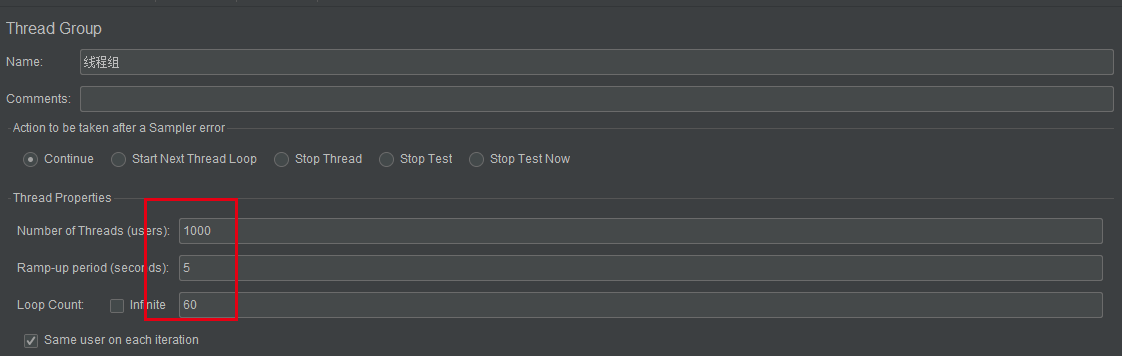 Thread Group
Name: 线程组
Comments:
Action to be taken after a Sampler error
Continue Start Next Thread Loop Stop Thread Stop Test Stop Test Now
Thread Properties
Number of Threads (users): 1000
Ramp-up period (seconds): 5
Loop Count: Infinite 60
Same user on each iteration